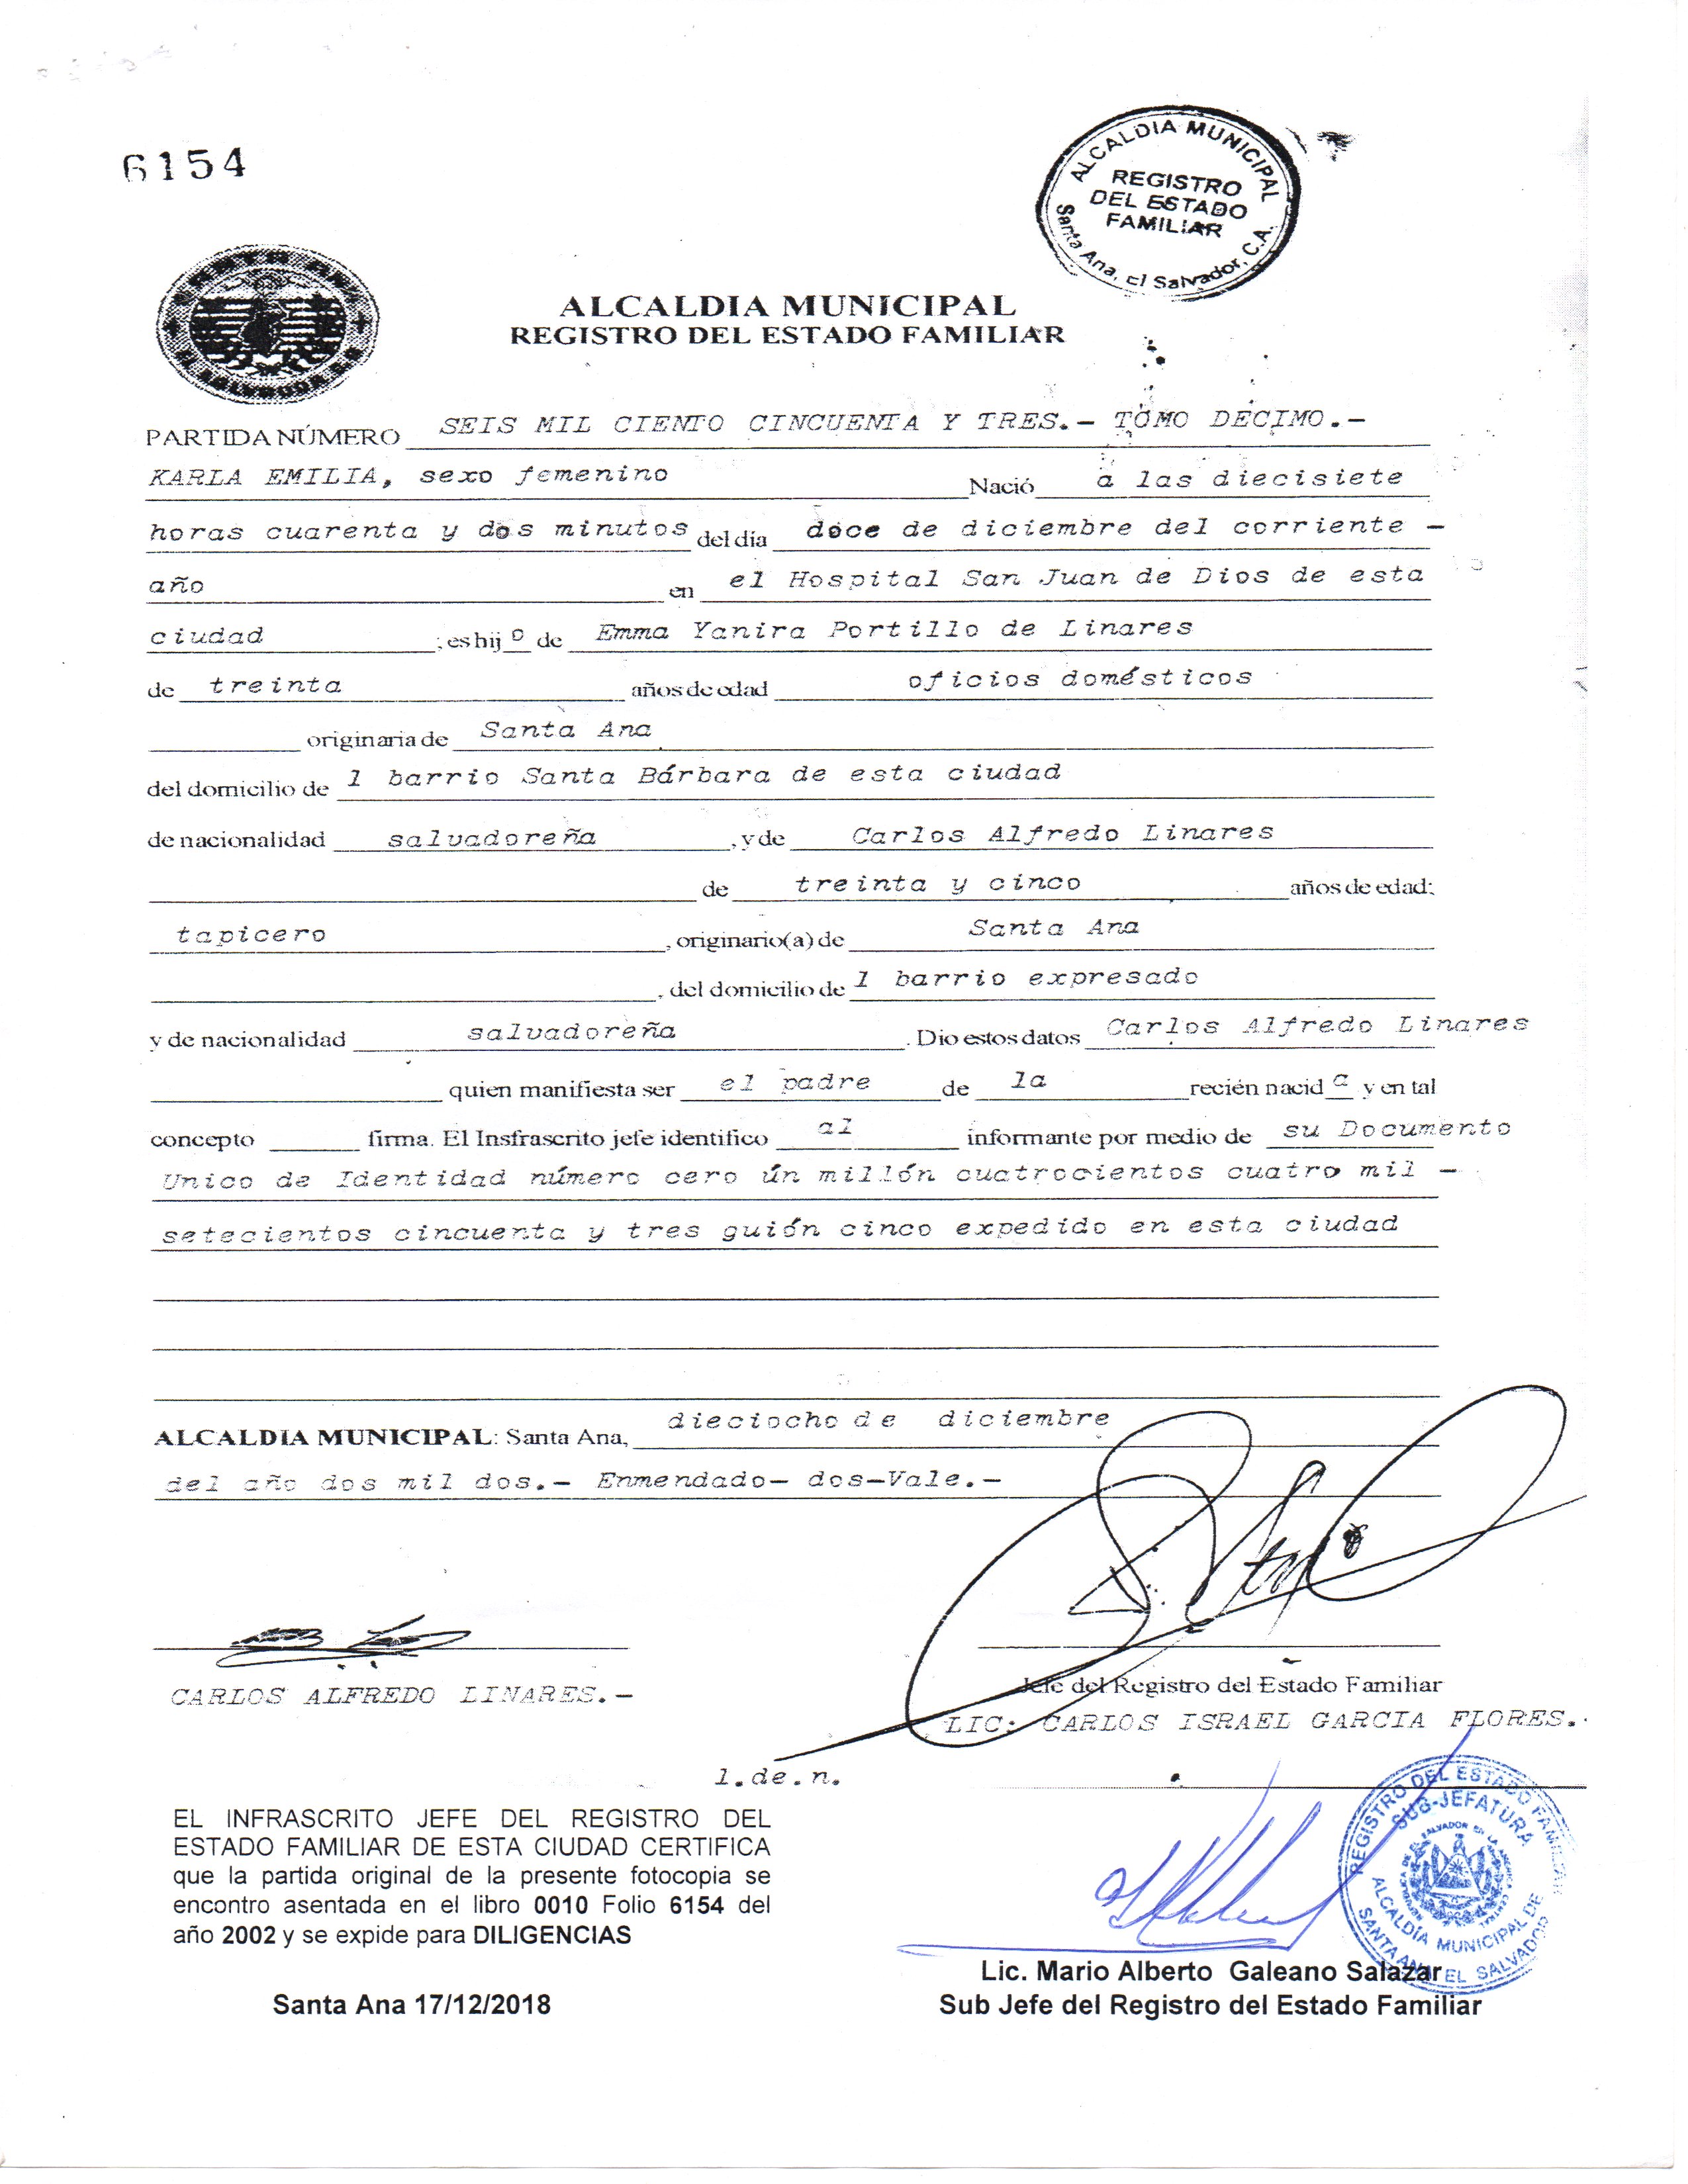 6154
ALCALDIA MUNICIPAL
REGISTRO
DEL ESTADO
FAMILIAR
Santa Ana, El Salvador, C.A.
SANTA ANA
EL SALVADOR
ALCALDIA MUNICIPAL
REGISTRO DEL ESTADO FAMILIAR
PARTIDA NÚMERO SEIS MIL CIENTO CINCUENTA Y TRES.- TOMO DECIMO.-
KARLA EMILIA, sexo femenino Nació a las diecisiete
horas cuarenta y dos minutos del día doce de diciembre del corriente -
año en el Hospital San Juan de Dios de esta
ciudad ; es hij o de Emma Yanira Portillo de Linares
de treinta años de edad oficios domésticos
originaria de Santa Ana
del domicilio de l barrio Santa Bárbara de esta ciudad
de nacionalidad salvadoreña , y de Carlos Alfredo Linares
de treinta y cinco años de edad;
tapicero , originario(a) de Santa Ana
, del domicilio de l barrio expresado
y de nacionalidad salvadoreña . Dio estos datos Carlos Alfredo Linares
quien manifiesta ser el padre de la recién nacid a y en tal
concepto firma. El Insfrascrito jefe identifico al informante por medio de su Documento
Unico de Identidad número cero ún millón cuatrocientos cuatro mil -
setecientos cincuenta y tres guión cinco expedido en esta ciudad
ALCALDIA MUNICIPAL: Santa Ana, dieciocho de diciembre
del año dos mil dos.- Enmendado- dos-Vale.-
CARLOS ALFREDO LINARES.-
Jefe del Registro del Estado Familiar
LIC: CARLOS ISRAEL GARCIA FLORES.
l.de.n.
EL INFRASCRITO JEFE DEL REGISTRO DEL
ESTADO FAMILIAR DE ESTA CIUDAD CERTIFICA
que la partida original de la presente fotocopia se
encontro asentada en el libro 0010 Folio 6154 del
año 2002 y se expide para DILIGENCIAS
Santa Ana 17/12/2018
REGISTRO DEL ESTADO FAMILIAR
SUB-JEFATURA
ALCALDÍA MUNICIPAL DE
SANTA ANA EL SALVADOR
Lic. Mario Alberto Galeano Salazar
Sub Jefe del Registro del Estado Familiar